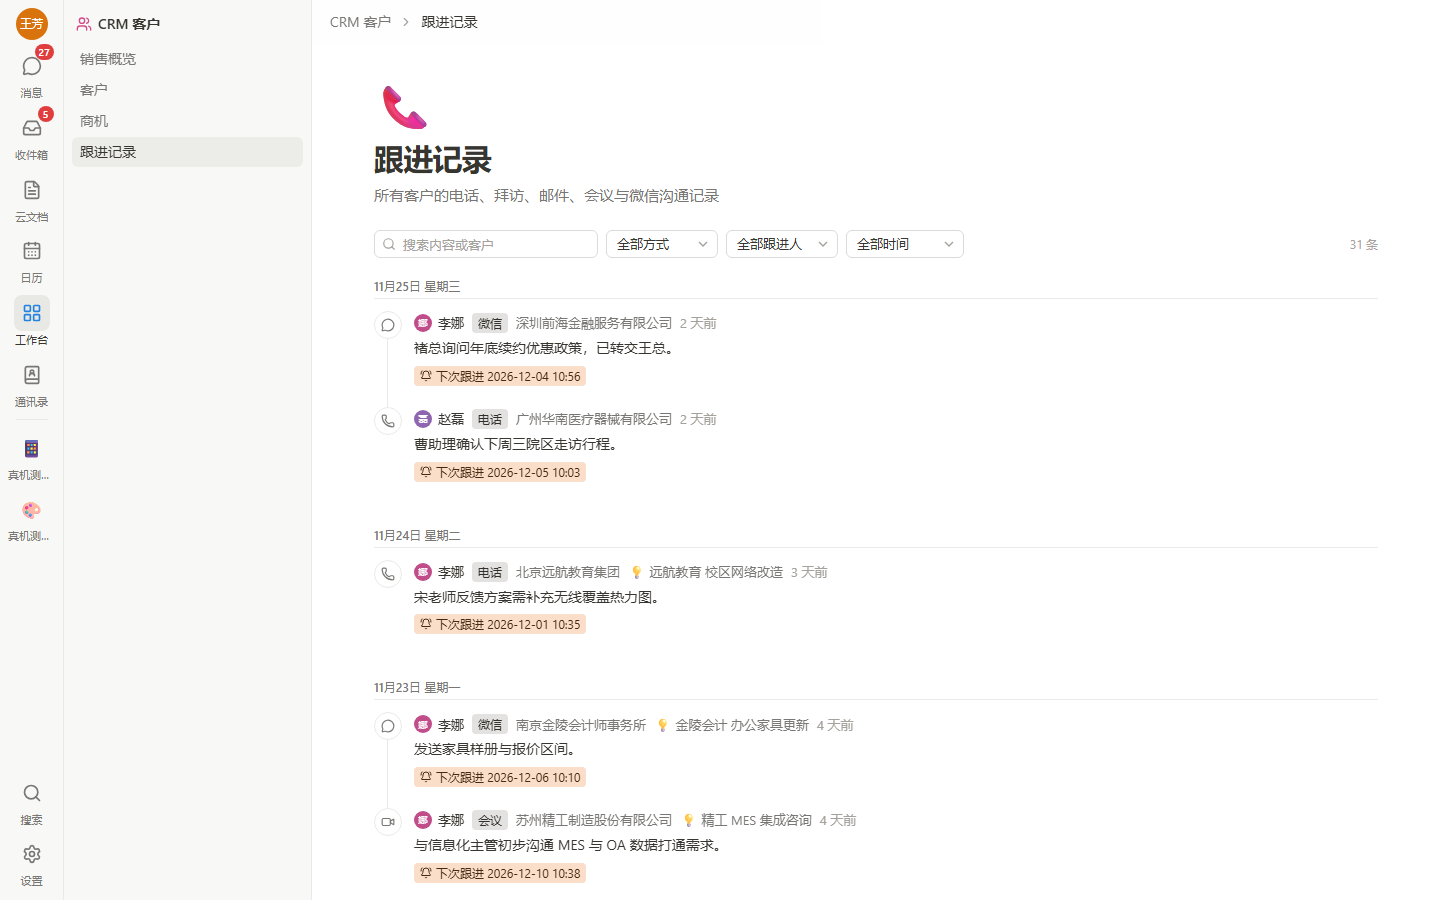 王芳
27
消息
5
收件箱
云文档
日历
工作台
通讯录
真机测...
真机测...
搜索
设置
CRM 客户
销售概览
客户
商机
跟进记录
CRM 客户 > 跟进记录
跟进记录
所有客户的电话、拜访、邮件、会议与微信沟通记录
搜索内容或客户 全部方式 全部跟进人 全部时间 31 条
11月25日 星期三
娜 李娜 微信 深圳前海金融服务有限公司 2 天前
褚总询问年底续约优惠政策，已转交王总。
下次跟进 2026-12-04 10:56
磊 赵磊 电话 广州华南医疗器械有限公司 2 天前
曹助理确认下周三院区走访行程。
下次跟进 2026-12-05 10:03
11月24日 星期二
娜 李娜 电话 北京远航教育集团 远航教育 校区网络改造 3 天前
宋老师反馈方案需补充无线覆盖热力图。
下次跟进 2026-12-01 10:35
11月23日 星期一
娜 李娜 微信 南京金陵会计师事务所 金陵会计 办公家具更新 4 天前
发送家具样册与报价区间。
下次跟进 2026-12-06 10:10
娜 李娜 会议 苏州精工制造股份有限公司 精工 MES 集成咨询 4 天前
与信息化主管初步沟通 MES 与 OA 数据打通需求。
下次跟进 2026-12-10 10:38